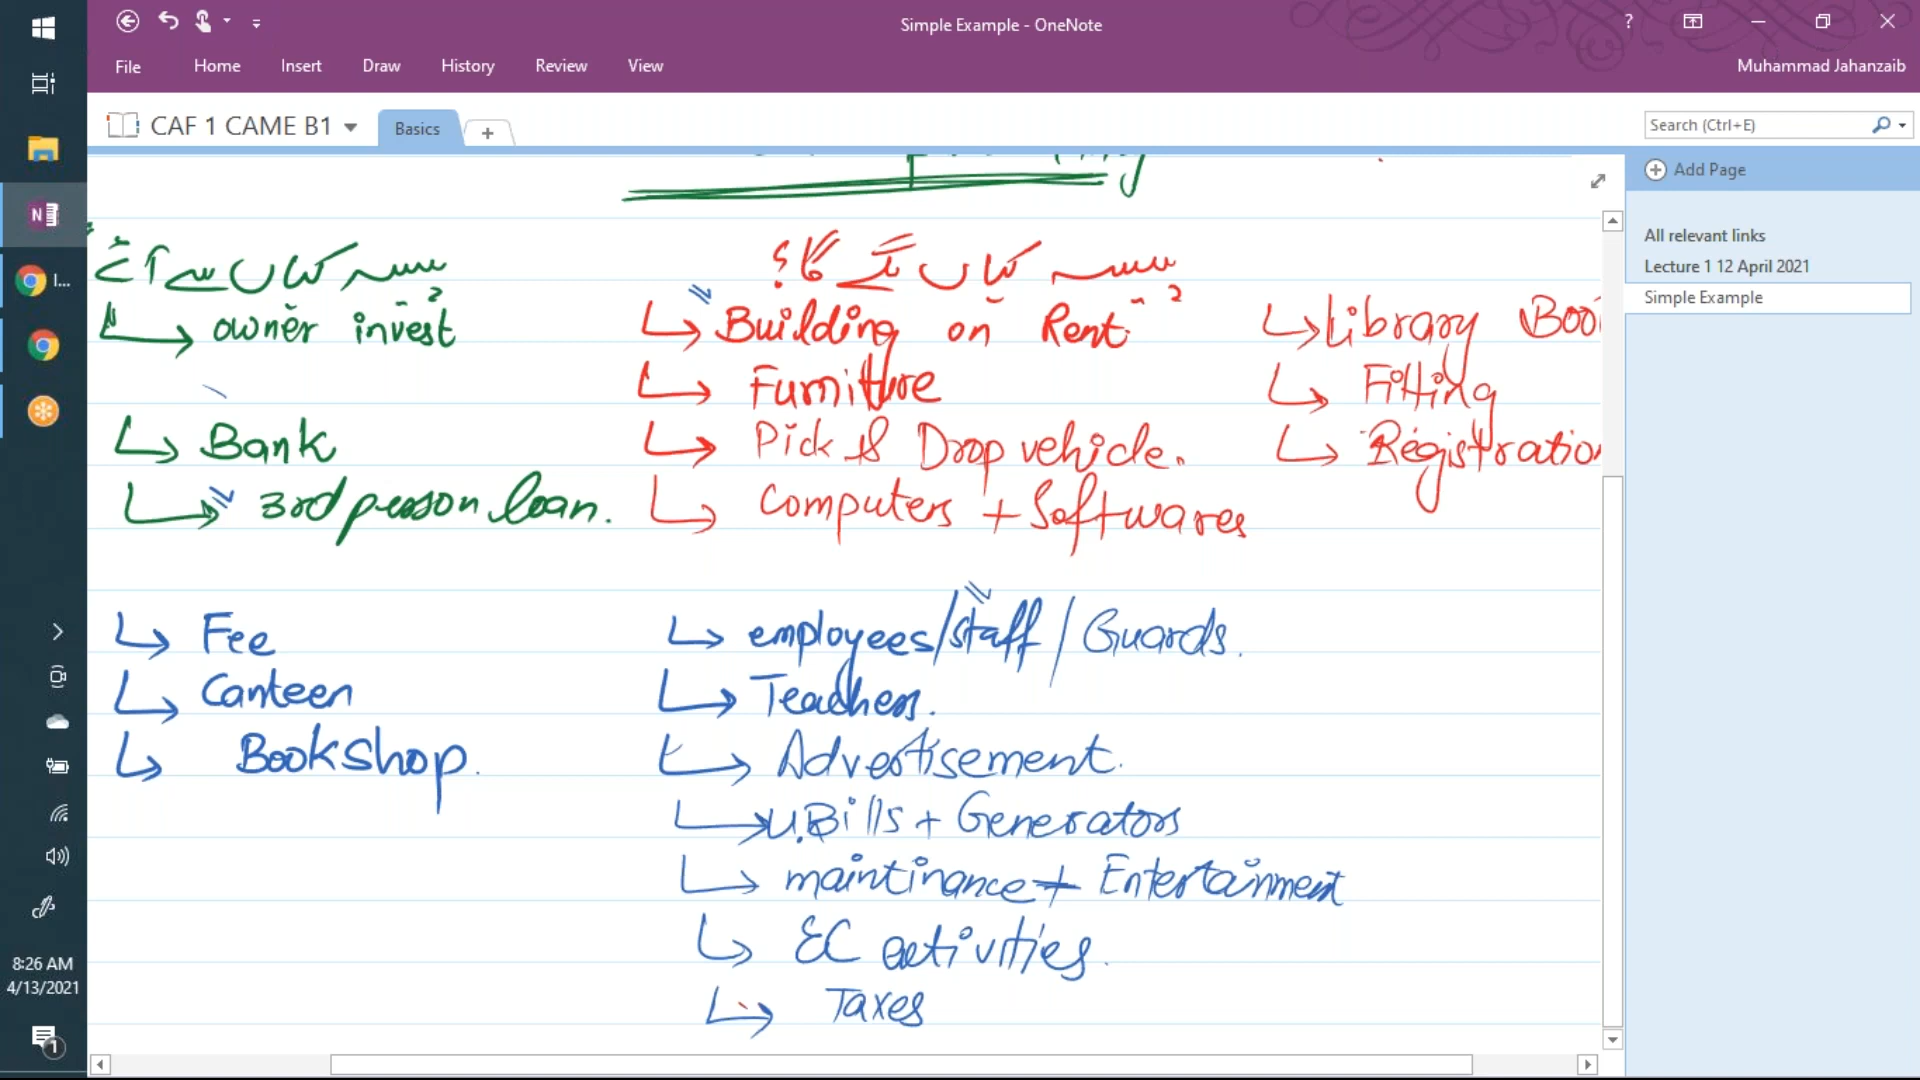 Simple Example - OneNote
?
File Home Insert Draw History Review View
Muhammad Jahanzaib
CAF 1 CAME B1
Basics
+
Search (Ctrl+E)
Add Page
All relevant links
Lecture 1 12 April 2021
Simple Example
پیسہ کہاں سے آئے
owner invest
Bank
3rd person loan.
پیسہ کہاں لگے گا؟
Building on Rent
Furniture
Pick & Drop vehicle.
Computers + Softwares
Library Boo
Fitting
Registration
Fee
Canteen
Bookshop.
employees/staff/Guards.
Teachers.
Advertisement.
U.Bills + Generators
maintinance + Entertainment
EC activities.
Taxes
I...
8:26 AM
4/13/2021
1